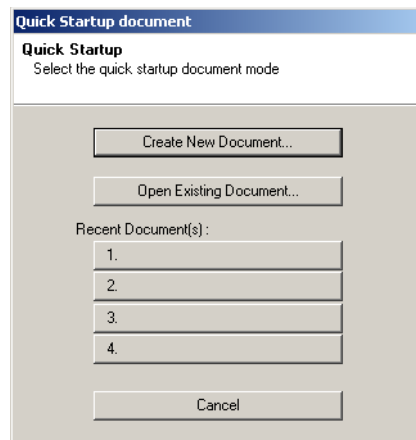 Quick Startup document
Quick Startup
Select the quick startup document mode
Create New Document...
Open Existing Document...
Recent Document(s) :
1.
2.
3.
4.
Cancel